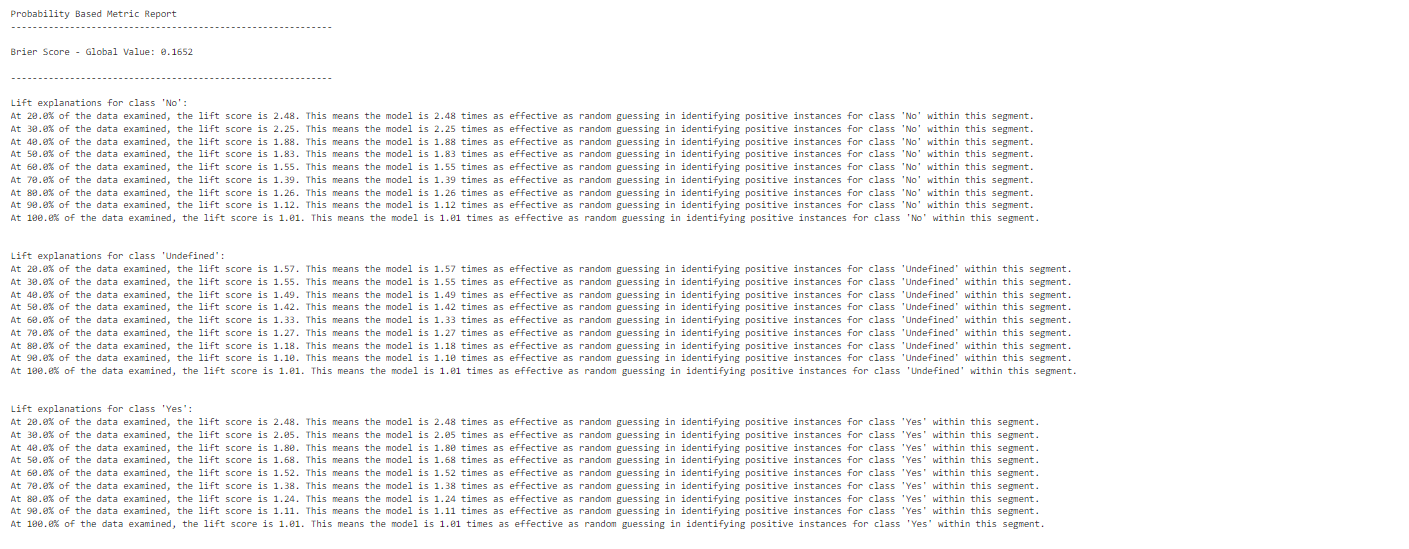 Probability Based Metric Report
------------------------------------------------------------
Brier Score - Global Value: 0.1652
------------------------------------------------------------
Lift explanations for class 'No':
At 20.0% of the data examined, the lift score is 2.48. This means the model is 2.48 times as effective as random guessing in identifying positive instances for class 'No' within this segment.
At 30.0% of the data examined, the lift score is 2.25. This means the model is 2.25 times as effective as random guessing in identifying positive instances for class 'No' within this segment.
At 40.0% of the data examined, the lift score is 1.88. This means the model is 1.88 times as effective as random guessing in identifying positive instances for class 'No' within this segment.
At 50.0% of the data examined, the lift score is 1.83. This means the model is 1.83 times as effective as random guessing in identifying positive instances for class 'No' within this segment.
At 60.0% of the data examined, the lift score is 1.55. This means the model is 1.55 times as effective as random guessing in identifying positive instances for class 'No' within this segment.
At 70.0% of the data examined, the lift score is 1.39. This means the model is 1.39 times as effective as random guessing in identifying positive instances for class 'No' within this segment.
At 80.0% of the data examined, the lift score is 1.26. This means the model is 1.26 times as effective as random guessing in identifying positive instances for class 'No' within this segment.
At 90.0% of the data examined, the lift score is 1.12. This means the model is 1.12 times as effective as random guessing in identifying positive instances for class 'No' within this segment.
At 100.0% of the data examined, the lift score is 1.01. This means the model is 1.01 times as effective as random guessing in identifying positive instances for class 'No' within this segment.
Lift explanations for class 'Undefined':
At 20.0% of the data examined, the lift score is 1.57. This means the model is 1.57 times as effective as random guessing in identifying positive instances for class 'Undefined' within this segment.
At 30.0% of the data examined, the lift score is 1.55. This means the model is 1.55 times as effective as random guessing in identifying positive instances for class 'Undefined' within this segment.
At 40.0% of the data examined, the lift score is 1.49. This means the model is 1.49 times as effective as random guessing in identifying positive instances for class 'Undefined' within this segment.
At 50.0% of the data examined, the lift score is 1.42. This means the model is 1.42 times as effective as random guessing in identifying positive instances for class 'Undefined' within this segment.
At 60.0% of the data examined, the lift score is 1.33. This means the model is 1.33 times as effective as random guessing in identifying positive instances for class 'Undefined' within this segment.
At 70.0% of the data examined, the lift score is 1.27. This means the model is 1.27 times as effective as random guessing in identifying positive instances for class 'Undefined' within this segment.
At 80.0% of the data examined, the lift score is 1.18. This means the model is 1.18 times as effective as random guessing in identifying positive instances for class 'Undefined' within this segment.
At 90.0% of the data examined, the lift score is 1.10. This means the model is 1.10 times as effective as random guessing in identifying positive instances for class 'Undefined' within this segment.
At 100.0% of the data examined, the lift score is 1.01. This means the model is 1.01 times as effective as random guessing in identifying positive instances for class 'Undefined' within this segment.
Lift explanations for class 'Yes':
At 20.0% of the data examined, the lift score is 2.48. This means the model is 2.48 times as effective as random guessing in identifying positive instances for class 'Yes' within this segment.
At 30.0% of the data examined, the lift score is 2.05. This means the model is 2.05 times as effective as random guessing in identifying positive instances for class 'Yes' within this segment.
At 40.0% of the data examined, the lift score is 1.80. This means the model is 1.80 times as effective as random guessing in identifying positive instances for class 'Yes' within this segment.
At 50.0% of the data examined, the lift score is 1.68. This means the model is 1.68 times as effective as random guessing in identifying positive instances for class 'Yes' within this segment.
At 60.0% of the data examined, the lift score is 1.52. This means the model is 1.52 times as effective as random guessing in identifying positive instances for class 'Yes' within this segment.
At 70.0% of the data examined, the lift score is 1.38. This means the model is 1.38 times as effective as random guessing in identifying positive instances for class 'Yes' within this segment.
At 80.0% of the data examined, the lift score is 1.24. This means the model is 1.24 times as effective as random guessing in identifying positive instances for class 'Yes' within this segment.
At 90.0% of the data examined, the lift score is 1.11. This means the model is 1.11 times as effective as random guessing in identifying positive instances for class 'Yes' within this segment.
At 100.0% of the data examined, the lift score is 1.01. This means the model is 1.01 times as effective as random guessing in identifying positive instances for class 'Yes' within this segment.